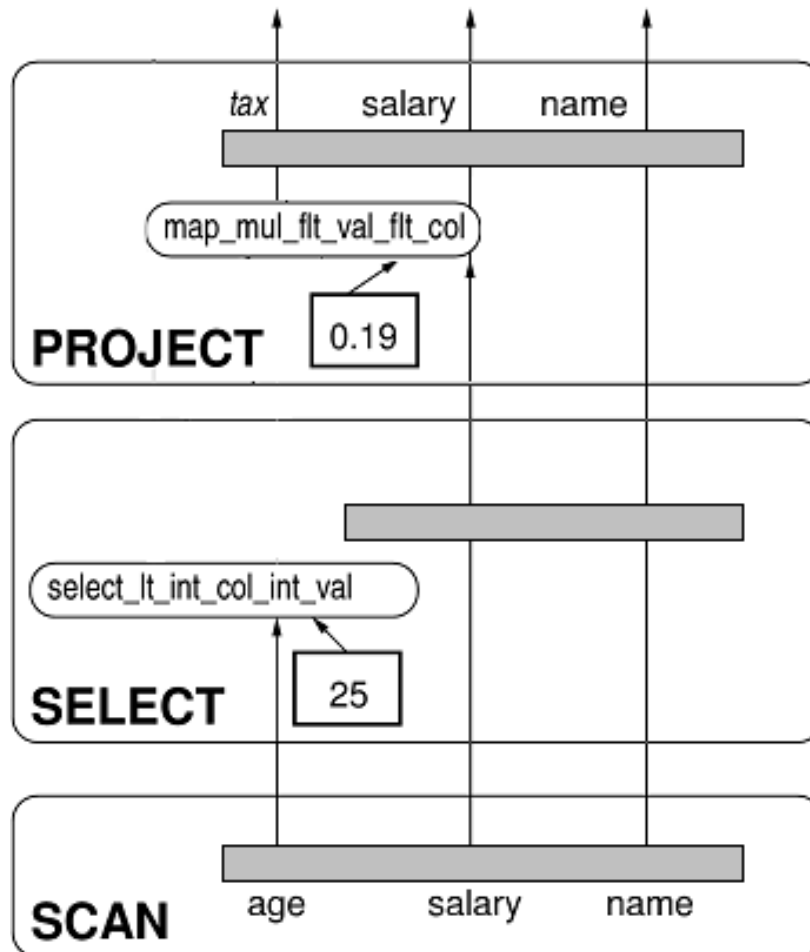 tax salary name
map_mul_flt_val_flt_col
0.19
PROJECT
select_lt_int_col_int_val
25
SELECT
age salary name
SCAN